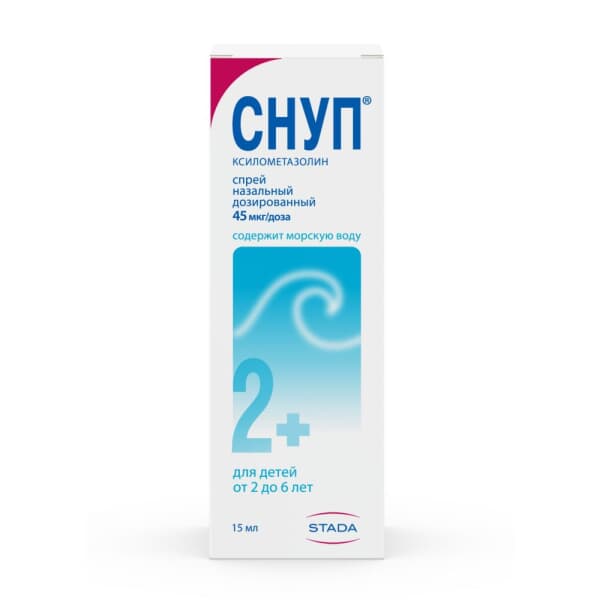 СНУП®
КСИЛОМЕТАЗОЛИН
спрей
назальный
дозированный
45 мкг/доза
содержит морскую воду
2+
для детей
от 2 до 6 лет
15 мл
STADA